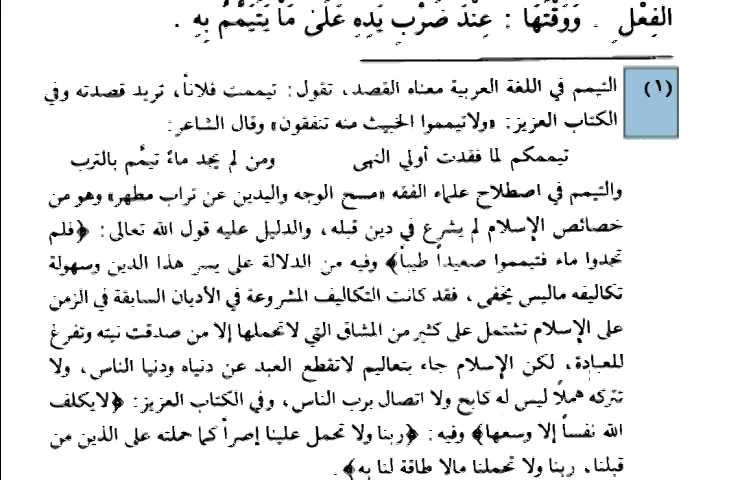 الفِعْلِ . وَوَقْتُهَا : عِنْدَ ضَرْبِ يَدِهِ عَلَىٰ مَا يَتَيَمَّمُ بِهِ .
(١) التيمم في اللغة العربية معناه القصد، تقول: تيممت فلاناً، تريد قصدته وفي
الكتاب العزيز: «ولاتيمموا الخبيث منه تنفقون» وقال الشاعر:
تيممكم لما فقدت أولي النهى ومن لم يجد ماءً تيمَّم بالترب
والتيمم في اصطلاح علماء الفقه «مسح الوجه واليدين عن تراب مطهر» وهو من
خصائص الإسلام لم يشرع في دين قبله، والدليل عليه قول الله تعالى: ﴿فلم
تجدوا ماء فتيمموا صعيداً طيباً﴾ وفيه من الدلالة على يسر هذا الدين وسهولة
تكاليفه ماليس يخفى، فقد كانت التكاليف المشروعة في الأديان السابقة في الزمن
على الإسلام تشتمل على كثير من المشاق التي لاتحملها إلا من صدقت نيته وتفرغ
للعبادة، لكن الإسلام جاء بتعاليم لاتقطع العبد عن دنياه ودنيا الناس، ولا
تتركه هملاً ليس له كابح ولا اتصال برب الناس، وفي الكتاب العزيز: ﴿لايكلف
الله نفساً إلا وسعها﴾ وفيه: ﴿ربنا ولا تحمل علينا إصراً كما حملته على الذين من
قبلنا، ربنا ولا تحملنا مالا طاقة لنا به﴾.